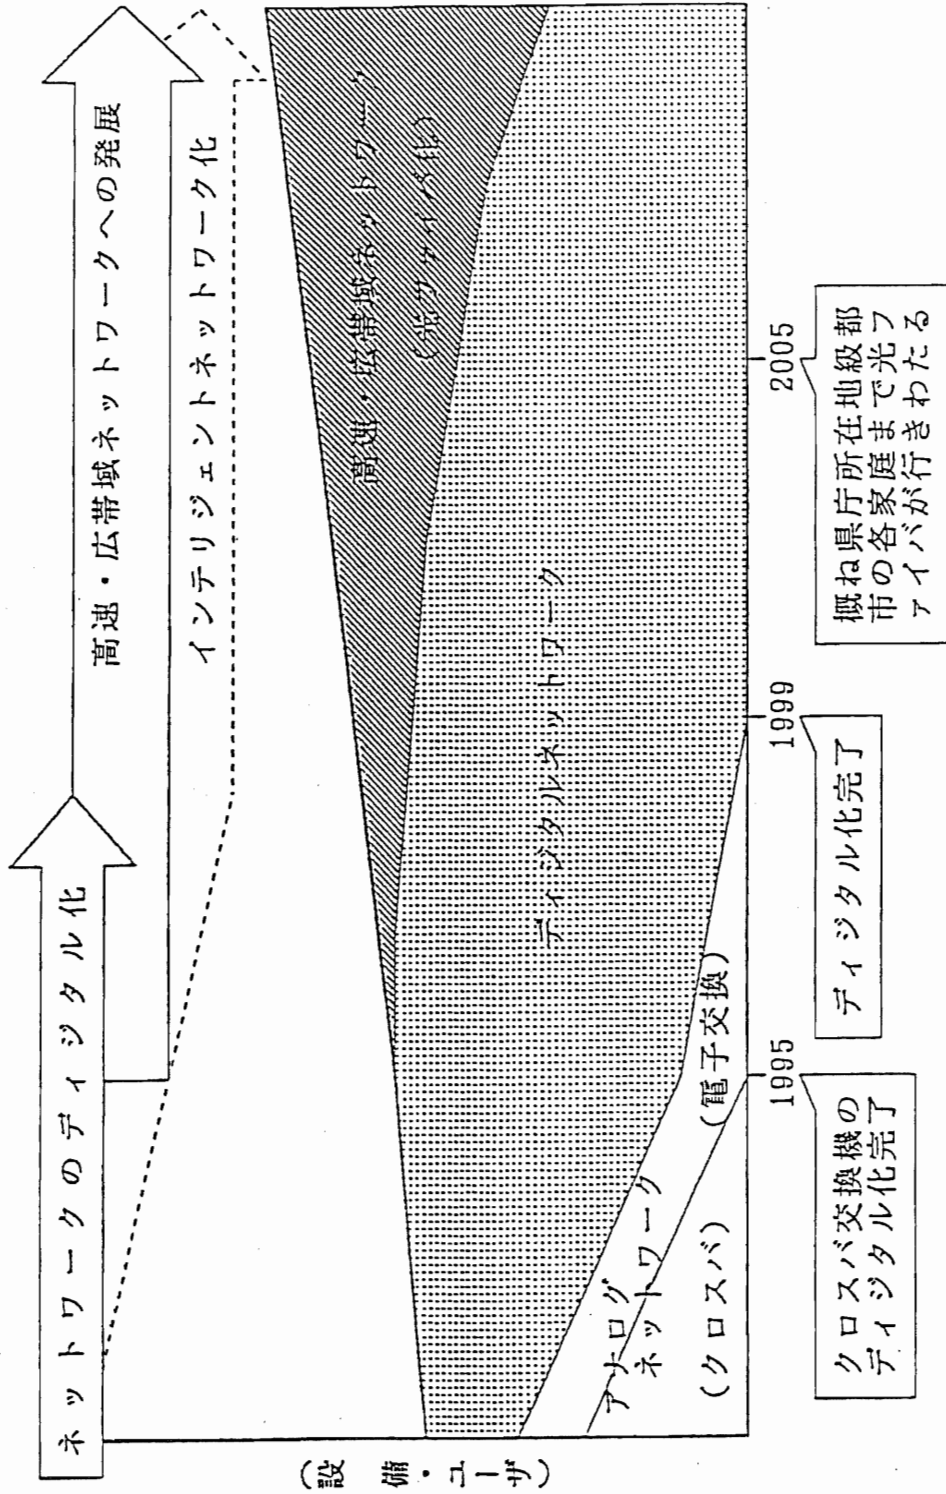 ネットワークのディジタル化
高速・広帯域ネットワークへの発展
インテリジェントネットワーク化
高速・広帯域ネットワーク
(光ファイバ化)
ディジタルネットワーク
アナログ
ネットワーク
(電子交換)
(クロスバ)
(設備・ユーザ)
1995
1999
2005
クロスバ交換機の
ディジタル化完了
ディジタル化完了
概ね県庁所在地級都
市の各家庭まで光フ
ァイバが行きわたる